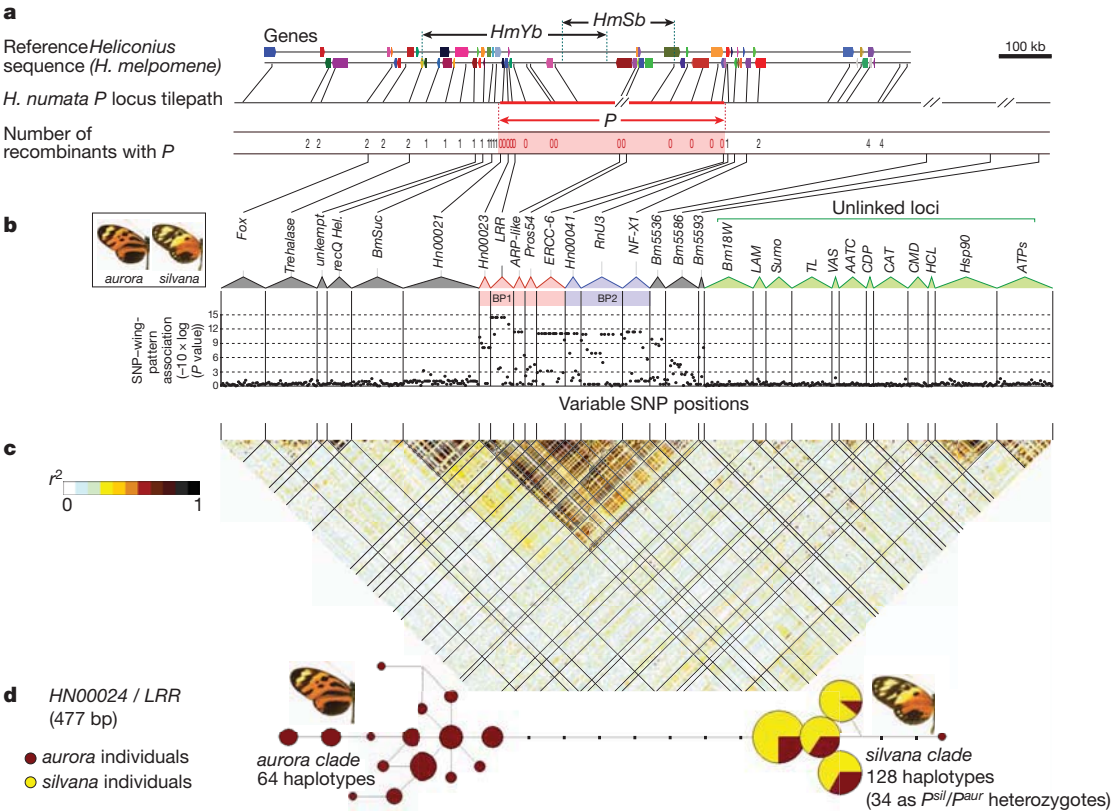 a
Genes
HmYb
HmSb
100 kb
Reference Heliconius
sequence (H. melpomene)
H. numata P locus tilepath
P
Number of
recombinants with P
2 2 2 2 2 1 1 1 1 1 1111 00000 0 00 00 0 0 0 01 2 4 4
b
aurora silvana
Fox
Trehalase
unkempt.
recQ Hel.
BmSuc
Hn00021
Hn00023
LRR
ARP-like
Pros54
ERCC-6
Hn00041
RnU3
NF-X1
Bm5536
Bm5586
Bm5593
Unlinked loci
Bm18W
LAM
Sumo
TL
VAS
AATC
CDP
CAT
CMD
HCL
Hsp90
ATPs
BP1 BP2
SNP–wing-
pattern
association
(–10 × log
(P value))
15
12
9
6
3
0
Variable SNP positions
c
r2
0 1
d
HN00024 / LRR
(477 bp)
aurora individuals
silvana individuals
aurora clade
64 haplotypes
silvana clade
128 haplotypes
(34 as Psil/Paur heterozygotes)